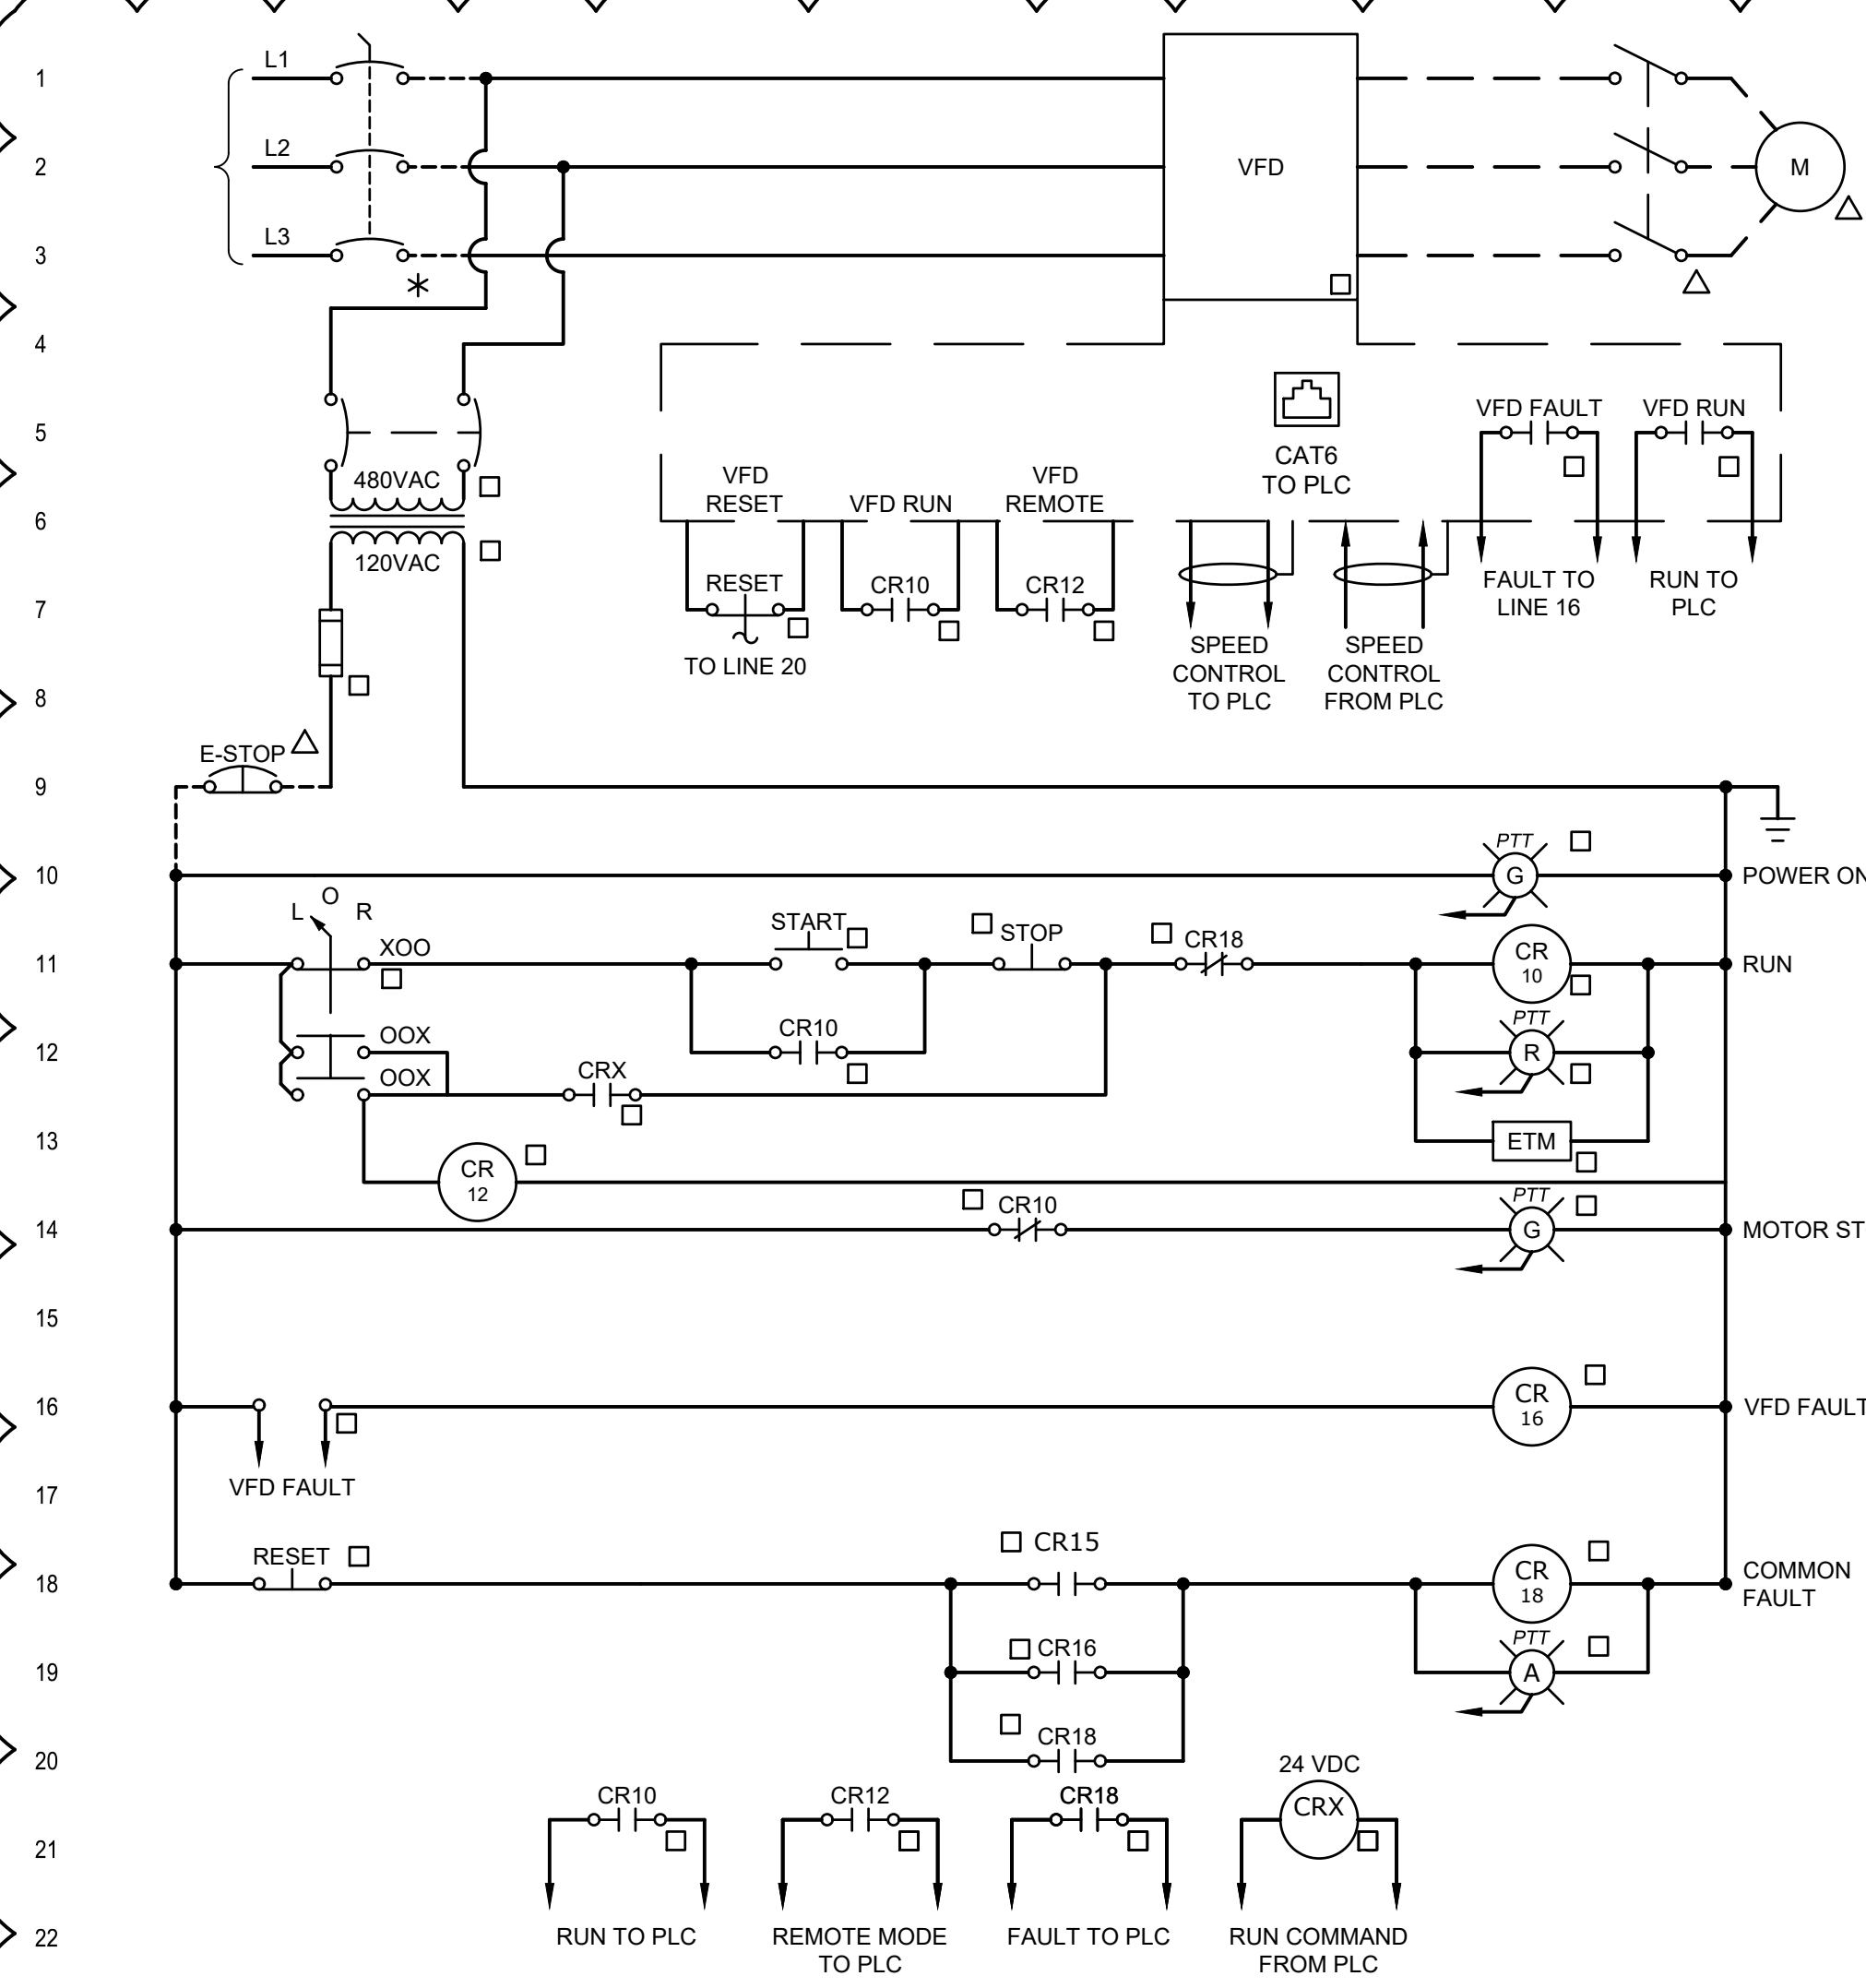 1
L1
2
L2
VFD
M
3
L3
4
5
VFD FAULT
VFD RUN
CAT6
TO PLC
480VAC
VFD
RESET
VFD RUN
VFD
REMOTE
6
120VAC
RESET
CR10
CR12
FAULT TO
LINE 16
RUN TO
PLC
7
TO LINE 20
SPEED
CONTROL
TO PLC
SPEED
CONTROL
FROM PLC
8
E-STOP
9
PTT
10
G
POWER ON
L
O
R
XOO
START
STOP
CR18
11
CR
10
RUN
OOX
CR10
PTT
12
R
OOX
CRX
13
ETM
CR
12
CR10
PTT
14
G
MOTOR ST
15
16
CR
16
VFD FAULT
VFD FAULT
17
RESET
CR15
18
CR
18
COMMON
FAULT
CR16
PTT
19
A
CR18
20
24 VDC
CR10
CR12
CR18
CRX
21
22
RUN TO PLC
REMOTE MODE
TO PLC
FAULT TO PLC
RUN COMMAND
FROM PLC